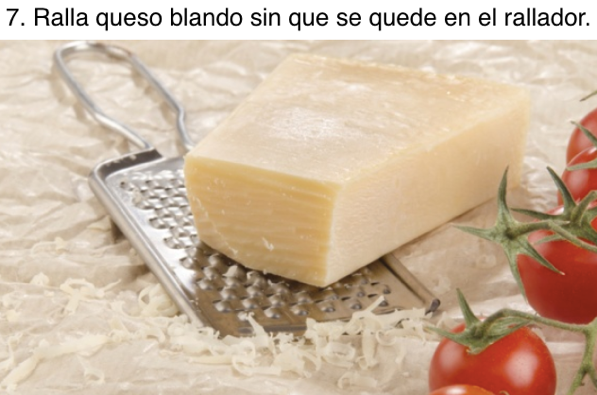 7. Ralla queso blando sin que se quede en el rallador.